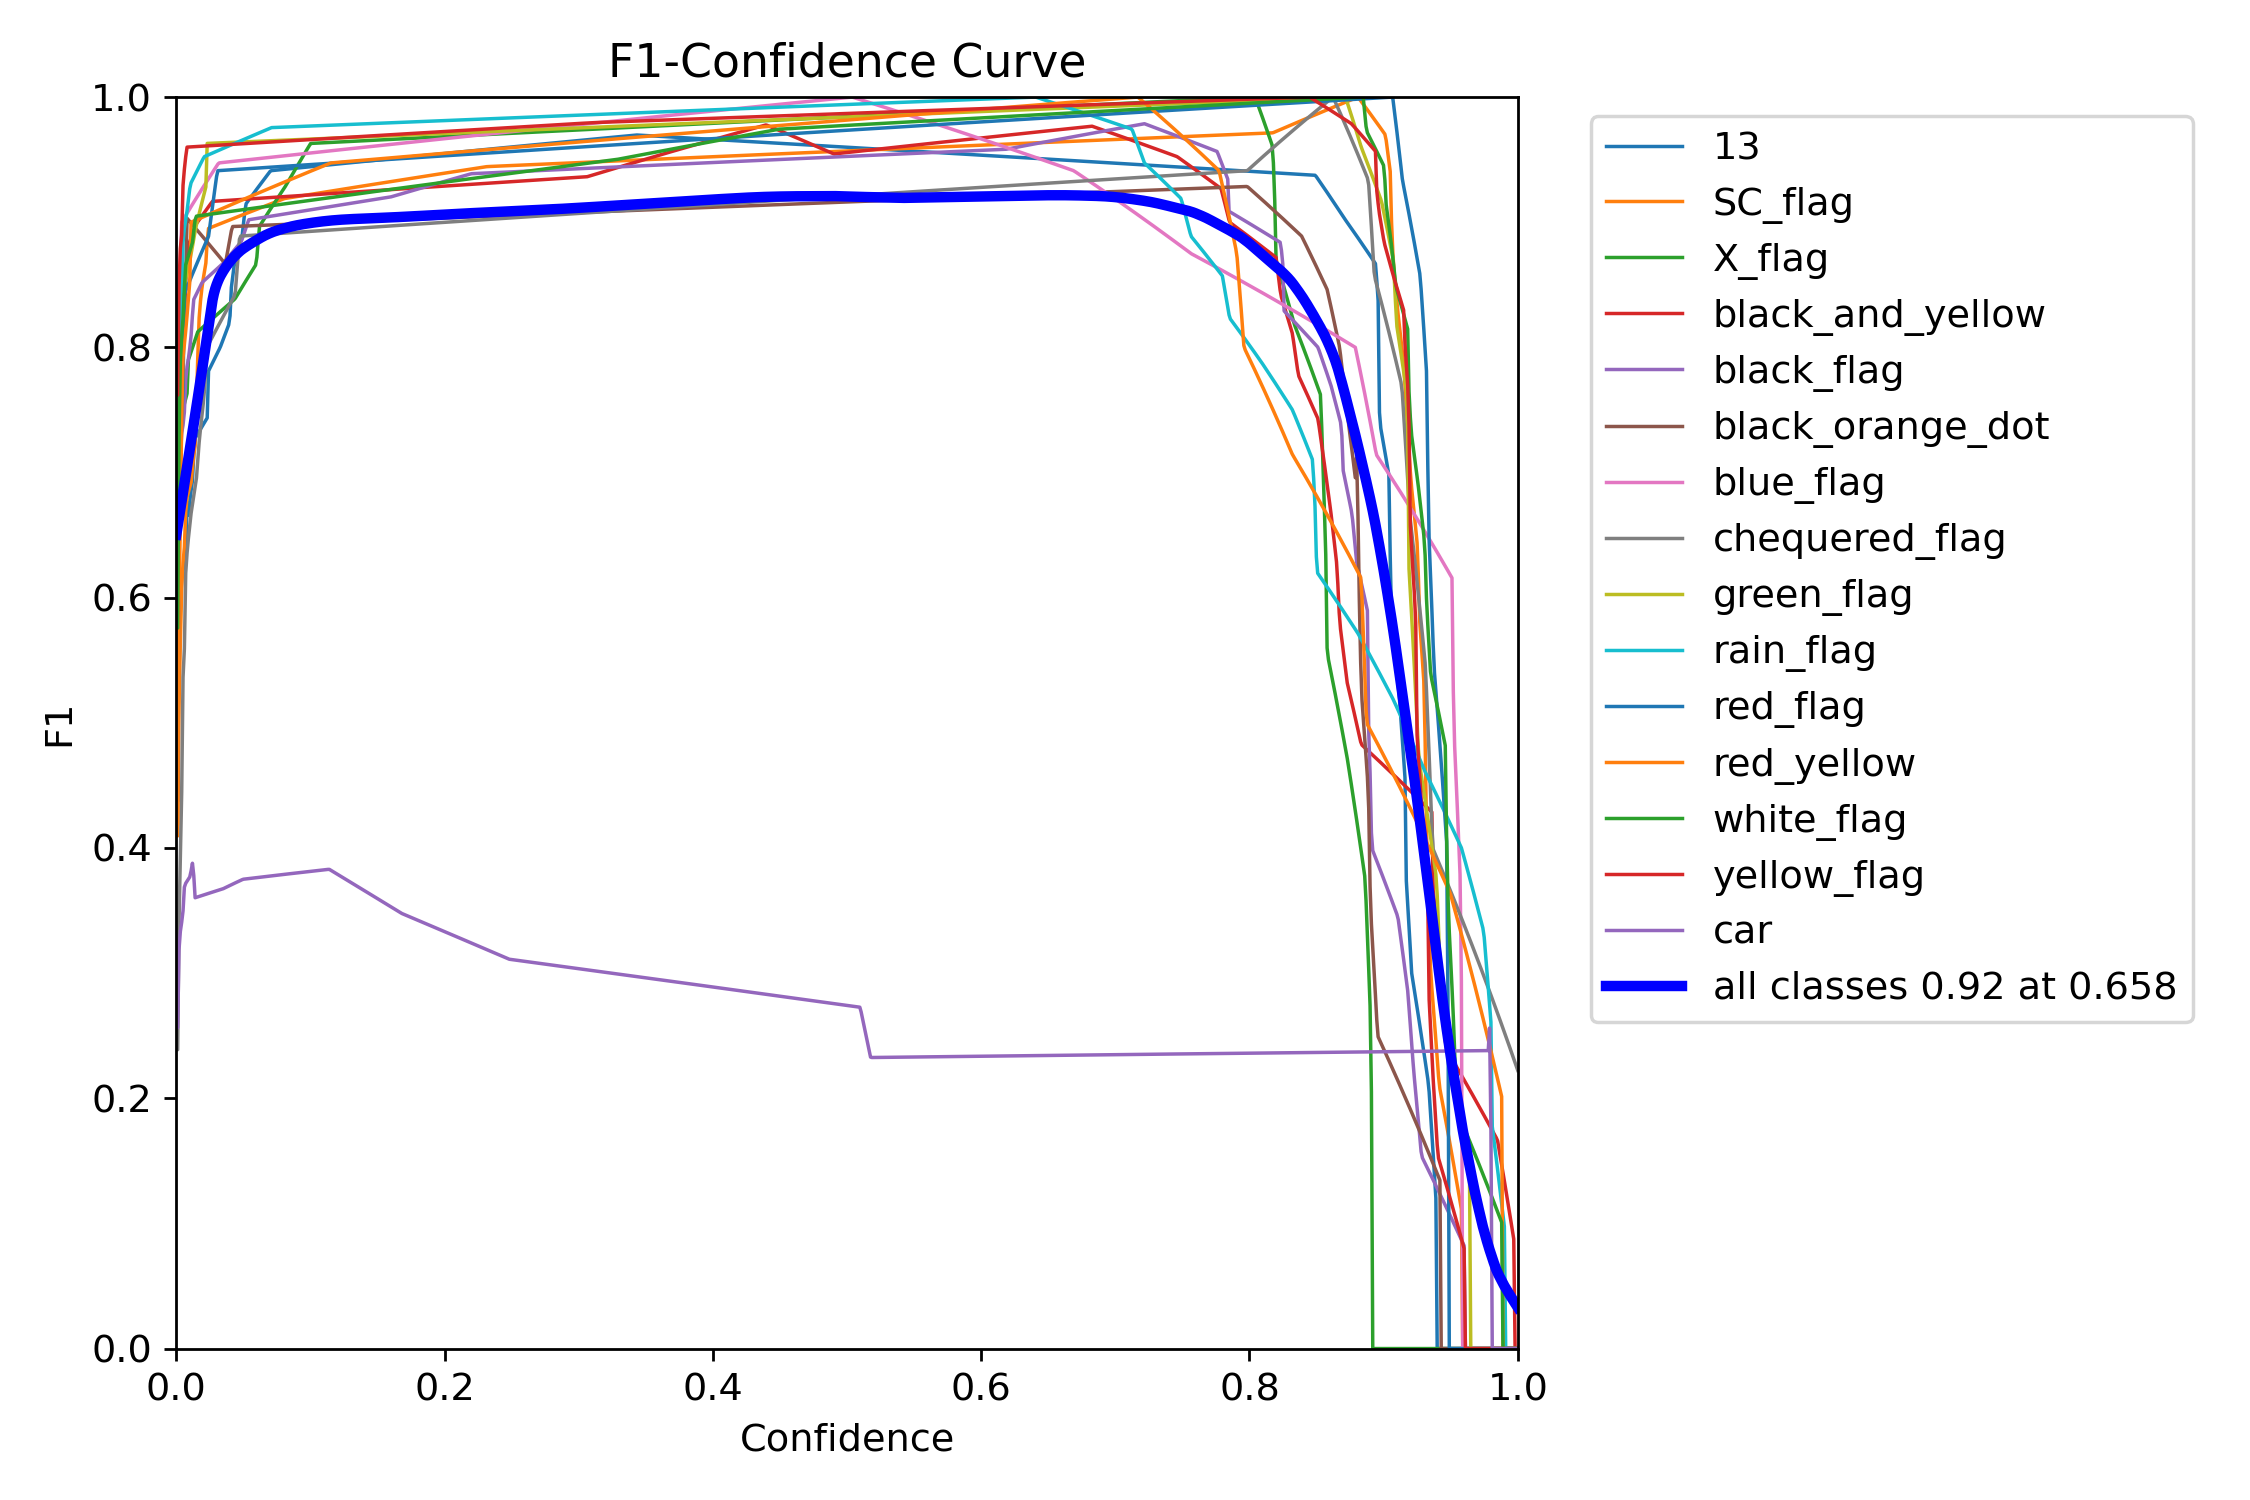 F1-Confidence Curve
1.0
0.8
0.6
0.4
0.2
0.0
F1
0.0 0.2 0.4 0.6 0.8 1.0
Confidence
13
SC_flag
X_flag
black_and_yellow
black_flag
black_orange_dot
blue_flag
chequered_flag
green_flag
rain_flag
red_flag
red_yellow
white_flag
yellow_flag
car
all classes 0.92 at 0.658